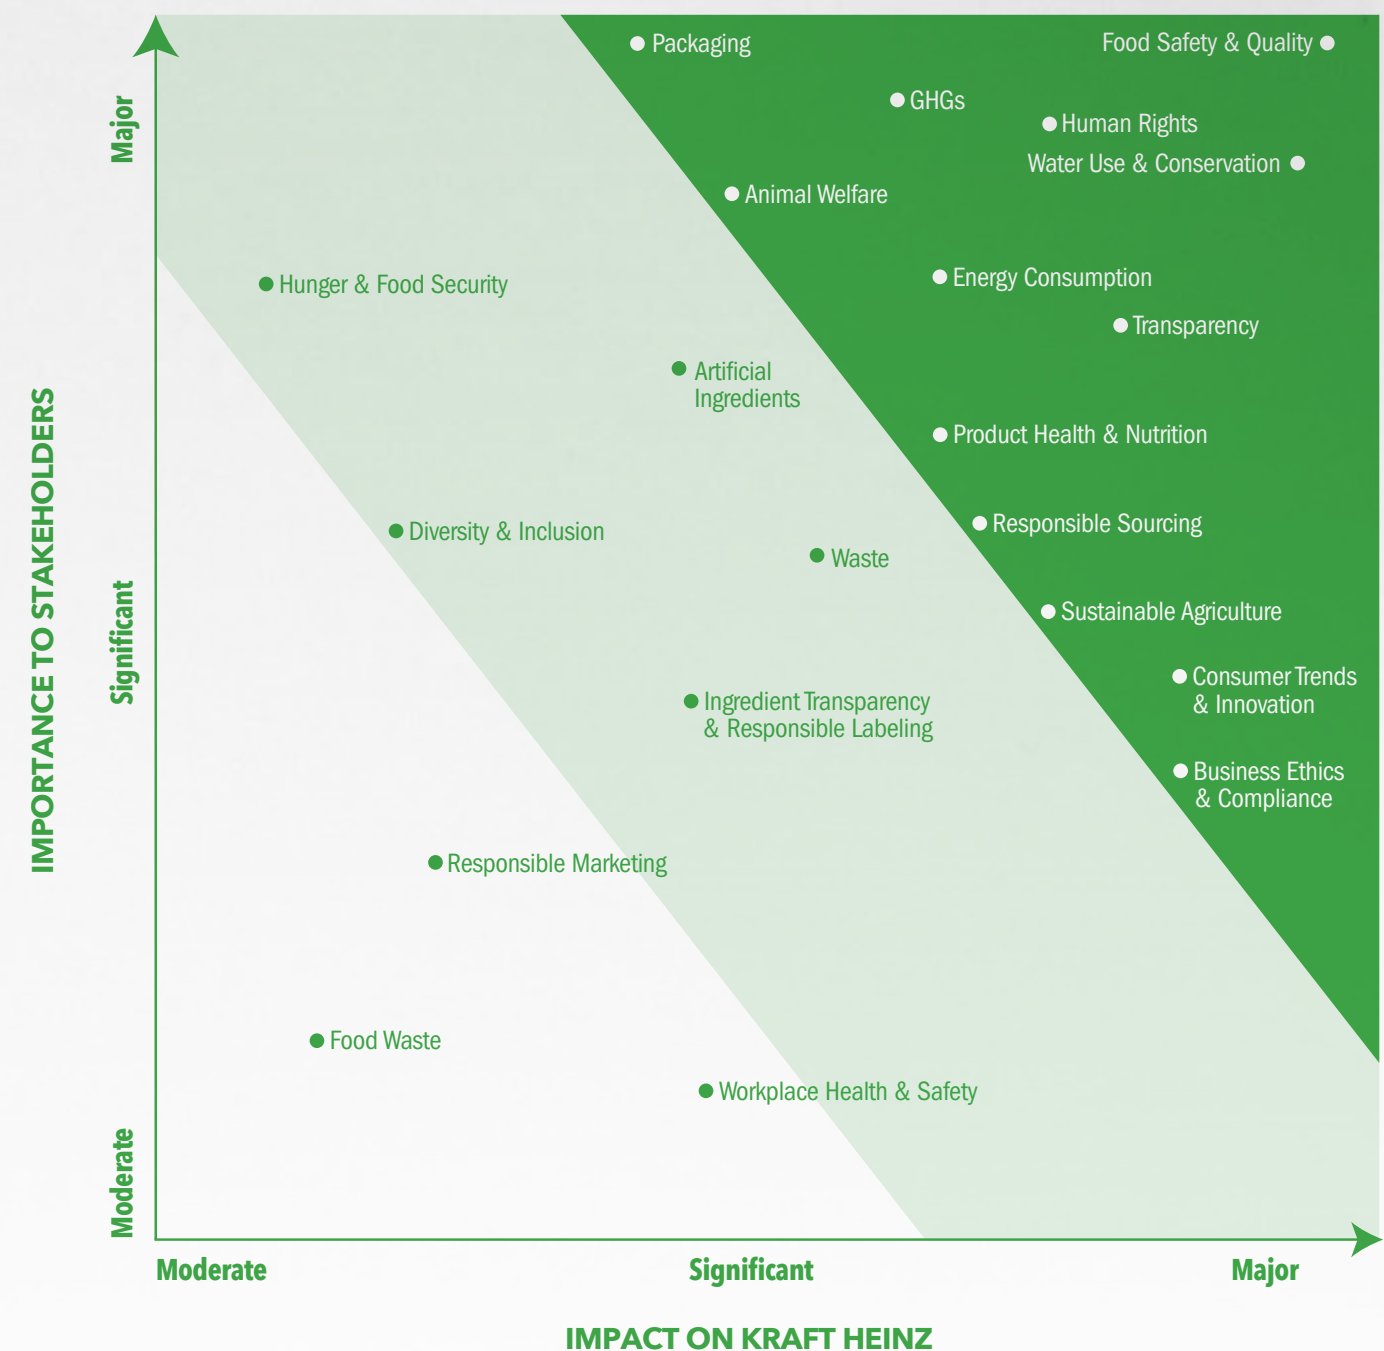 Packaging
Food Safety & Quality
GHGs
Human Rights
Water Use & Conservation
Animal Welfare
Hunger & Food Security
Energy Consumption
Transparency
Artificial
Ingredients
Product Health & Nutrition
Responsible Sourcing
Diversity & Inclusion
Waste
Sustainable Agriculture
Consumer Trends
& Innovation
Ingredient Transparency
& Responsible Labeling
Business Ethics
& Compliance
Responsible Marketing
Food Waste
Workplace Health & Safety
Major
Significant
Moderate
IMPORTANCE TO STAKEHOLDERS
Moderate
Significant
Major
IMPACT ON KRAFT HEINZ